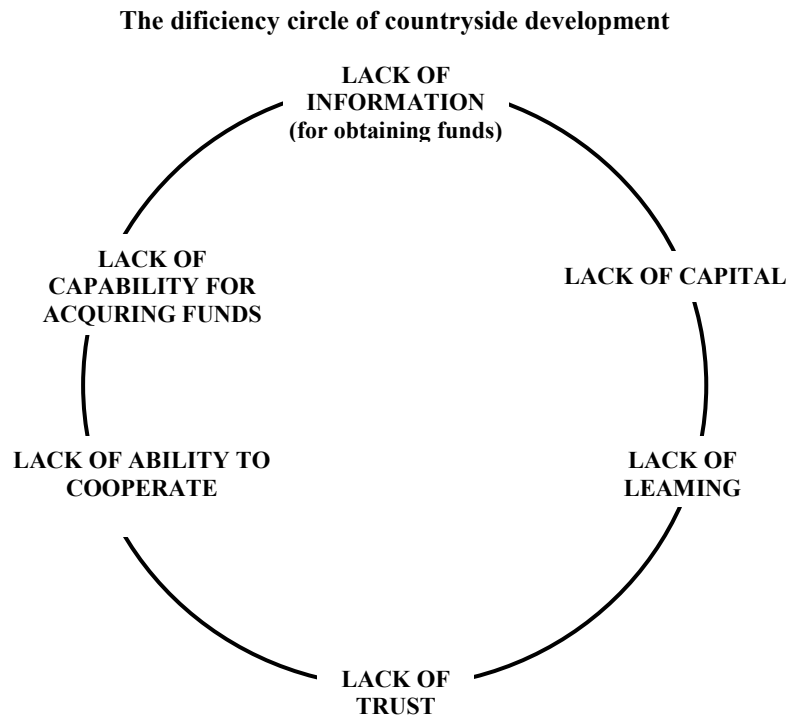 The dificiency circle of countryside development
LACK OF
INFORMATION
(for obtaining funds)
LACK OF CAPITAL
LACK OF
LEAMING
LACK OF
TRUST
LACK OF ABILITY TO
COOPERATE
LACK OF
CAPABILITY FOR
ACQURING FUNDS